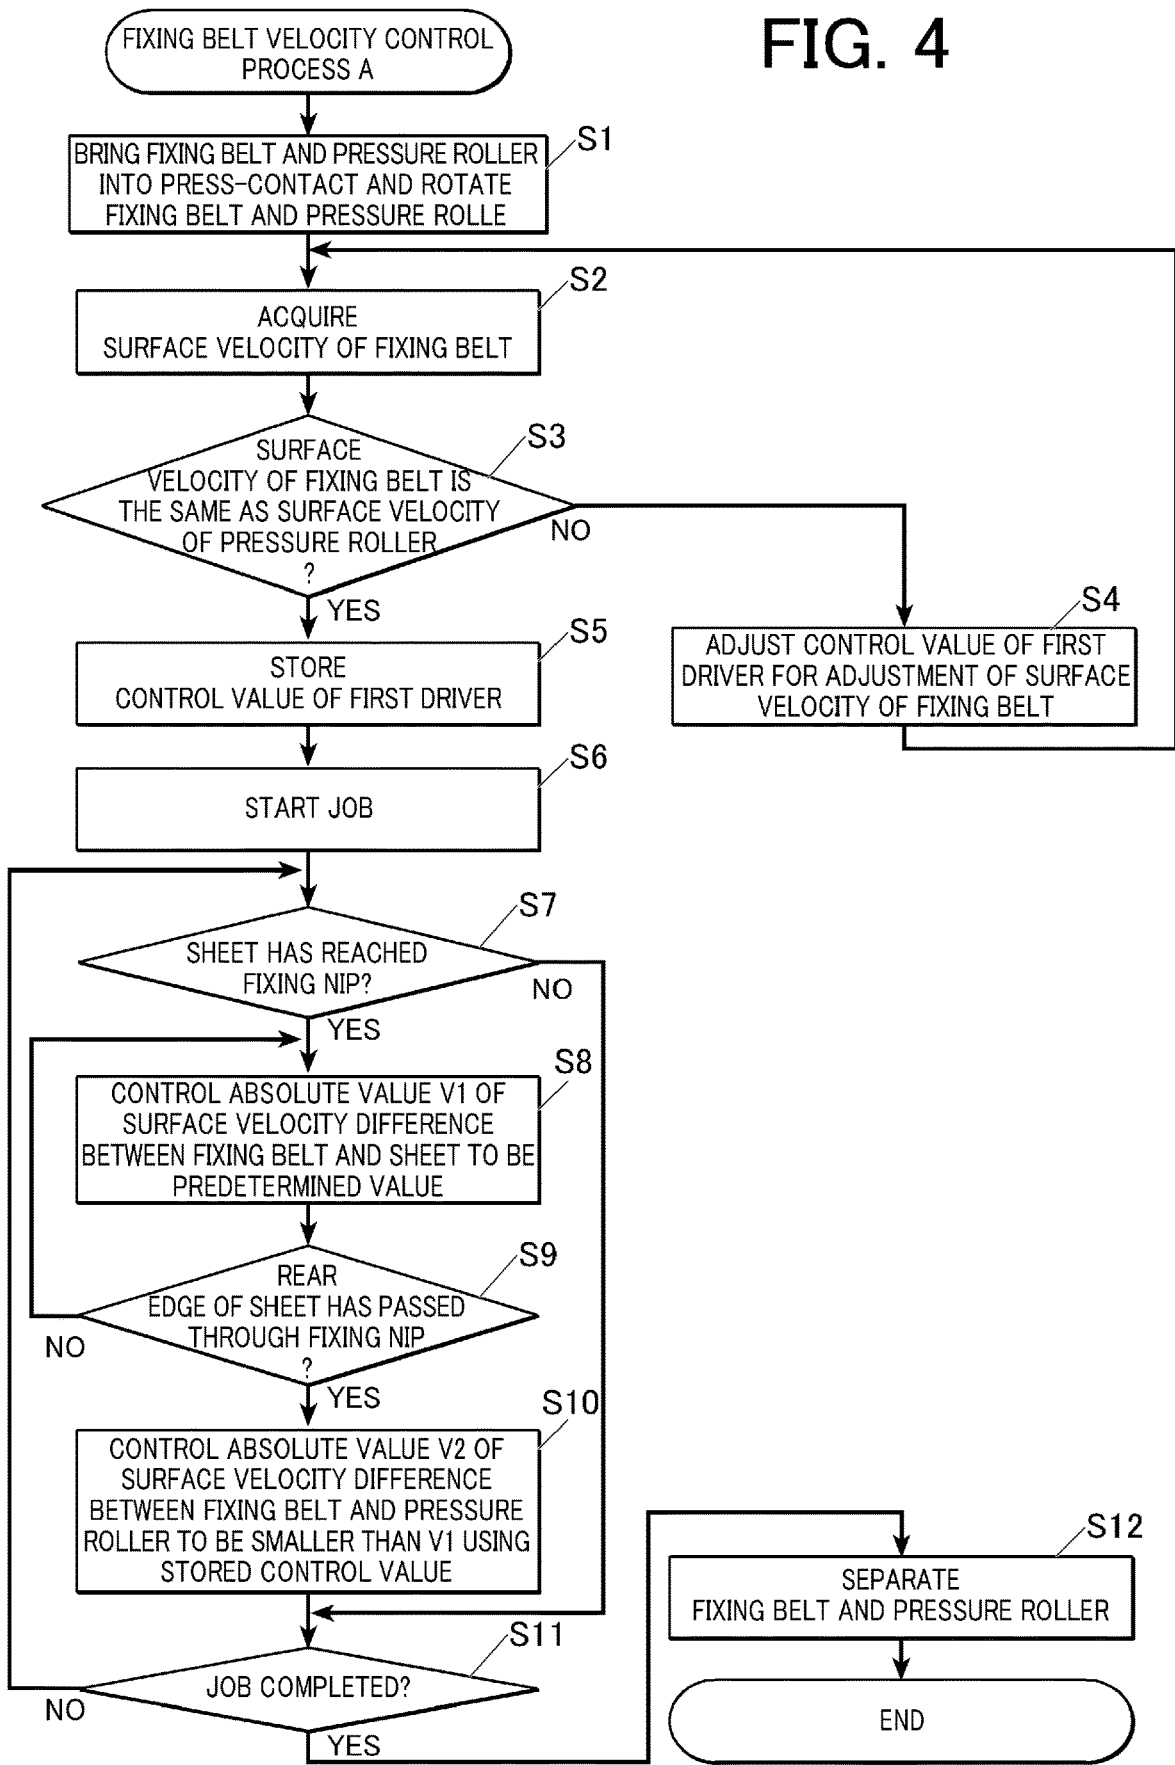 FIG. 4
FIXING BELT VELOCITY CONTROL
PROCESS A
S1
BRING FIXING BELT AND PRESSURE ROLLER
INTO PRESS-CONTACT AND ROTATE
FIXING BELT AND PRESSURE ROLLE
S2
ACQUIRE
SURFACE VELOCITY OF FIXING BELT
S3
SURFACE
VELOCITY OF FIXING BELT IS
THE SAME AS SURFACE VELOCITY
OF PRESSURE ROLLER
?
NO
YES
S4
ADJUST CONTROL VALUE OF FIRST
DRIVER FOR ADJUSTMENT OF SURFACE
VELOCITY OF FIXING BELT
S5
STORE
CONTROL VALUE OF FIRST DRIVER
S6
START JOB
S7
SHEET HAS REACHED
FIXING NIP?
NO
YES
S8
CONTROL ABSOLUTE VALUE V1 OF
SURFACE VELOCITY DIFFERENCE
BETWEEN FIXING BELT AND SHEET TO BE
PREDETERMINED VALUE
S9
REAR
EDGE OF SHEET HAS PASSED
THROUGH FIXING NIP
?
NO
YES
S10
CONTROL ABSOLUTE VALUE V2 OF
SURFACE VELOCITY DIFFERENCE
BETWEEN FIXING BELT AND PRESSURE
ROLLER TO BE SMALLER THAN V1 USING
STORED CONTROL VALUE
S11
JOB COMPLETED?
NO
YES
S12
SEPARATE
FIXING BELT AND PRESSURE ROLLER
END